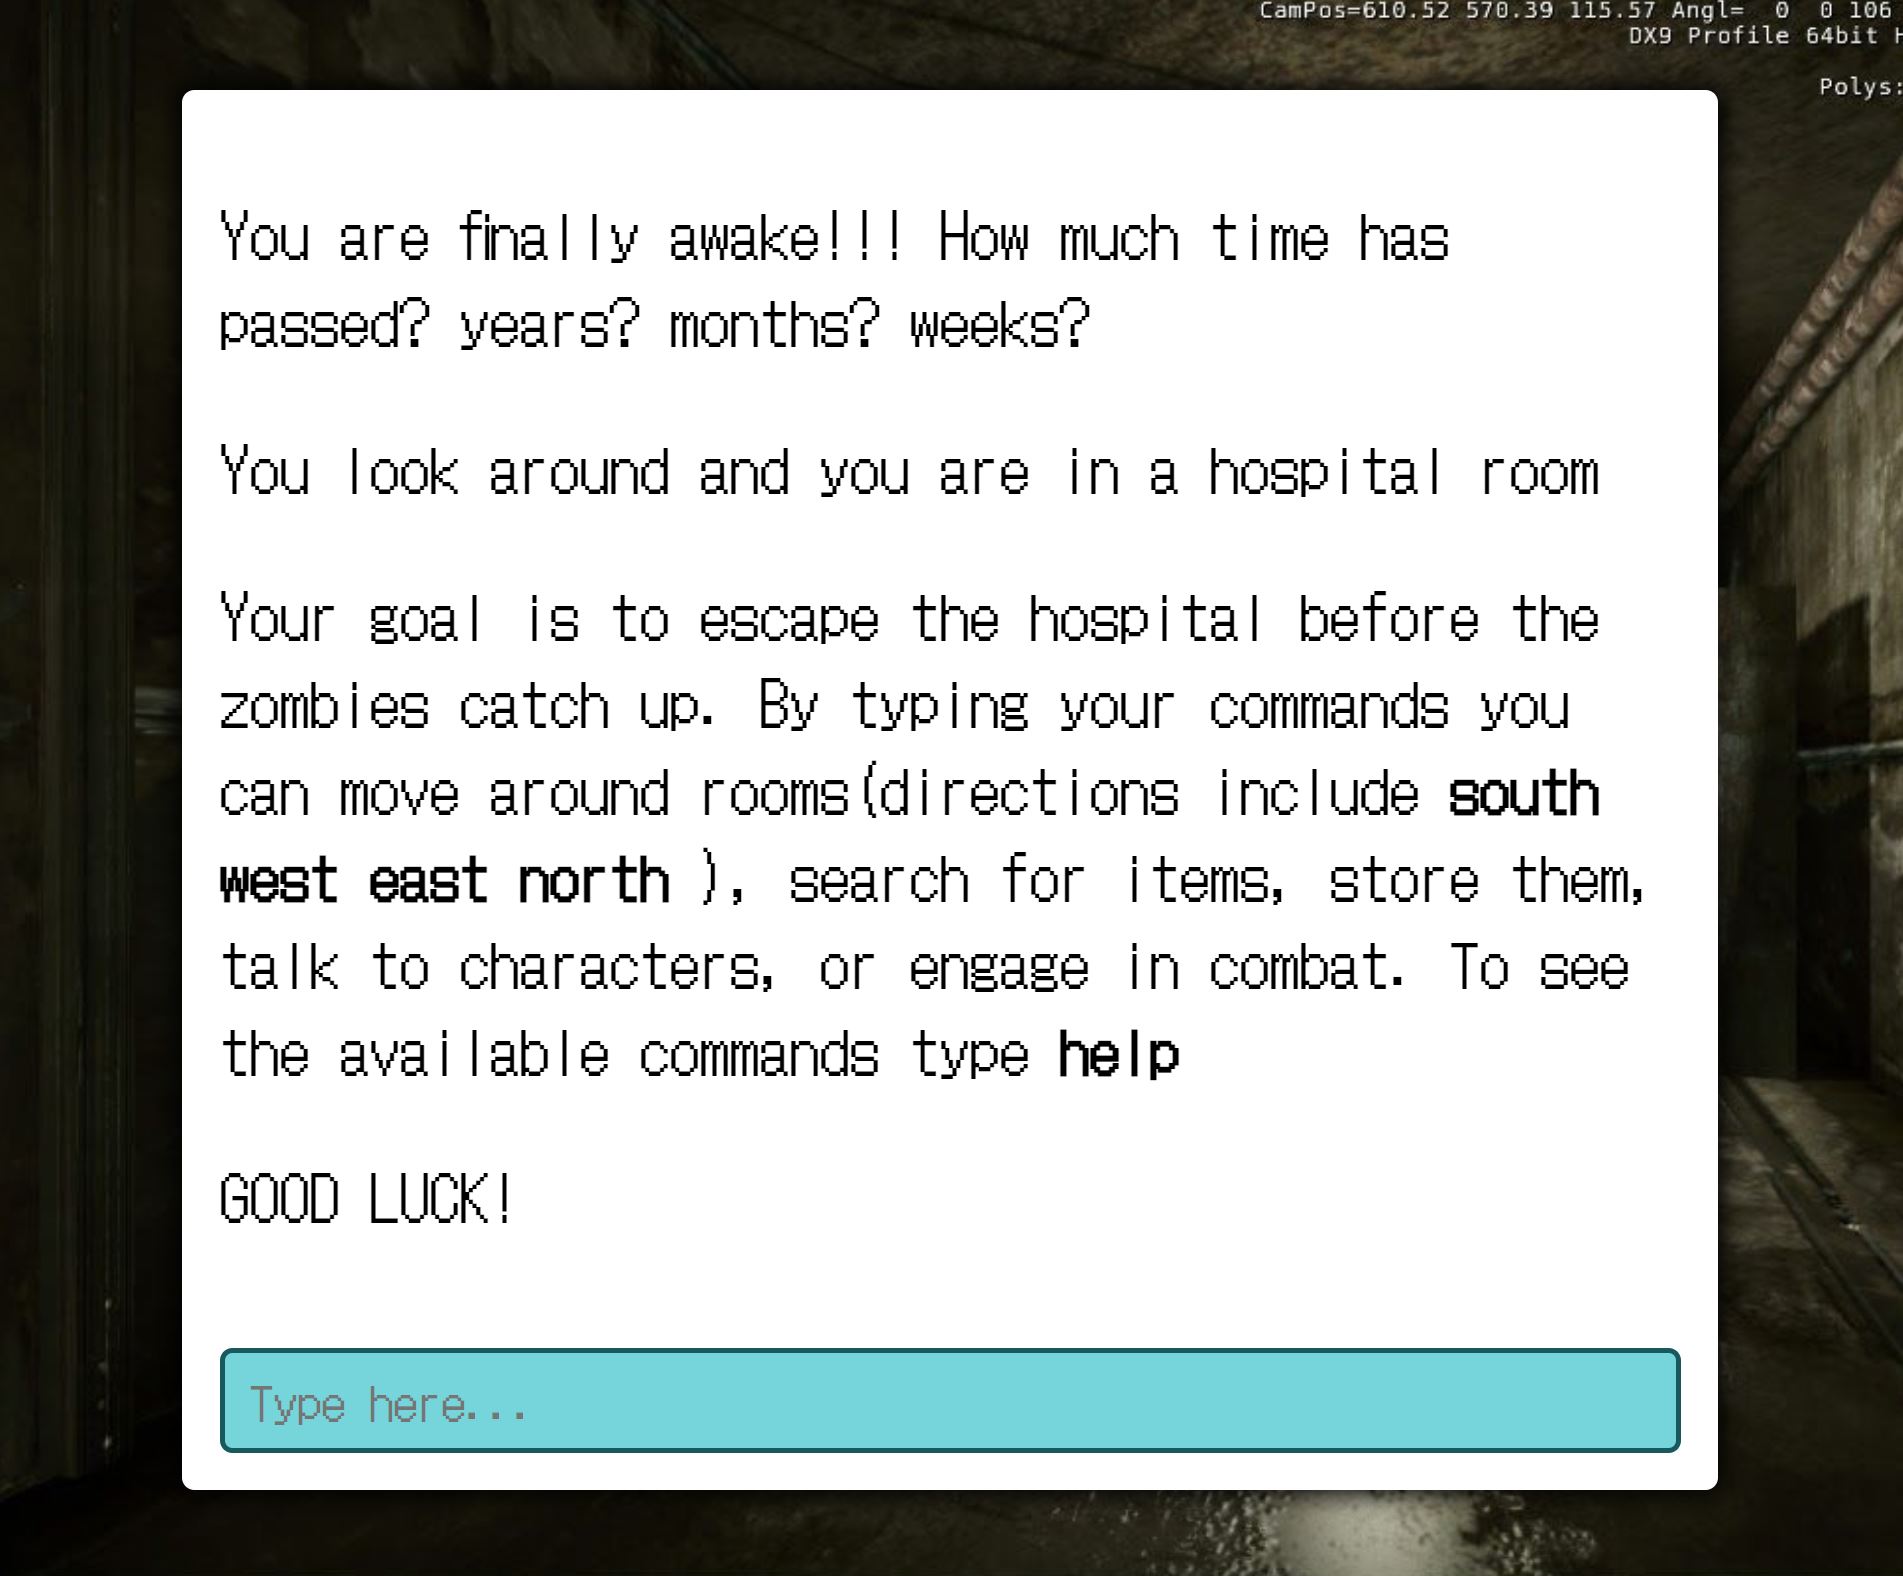 CamPos=610.52 570.39 115.57 Angl= 0 0 106
DX9 Profile 64bit H
Polys:
You are finally awake!!! How much time has
passed? years? months? weeks?
You look around and you are in a hospital room
Your goal is to escape the hospital before the
zombies catch up. By typing your commands you
can move around rooms(directions include south
west east north ), search for items, store them,
talk to characters, or engage in combat. To see
the available commands type help
GOOD LUCK!
Type here...